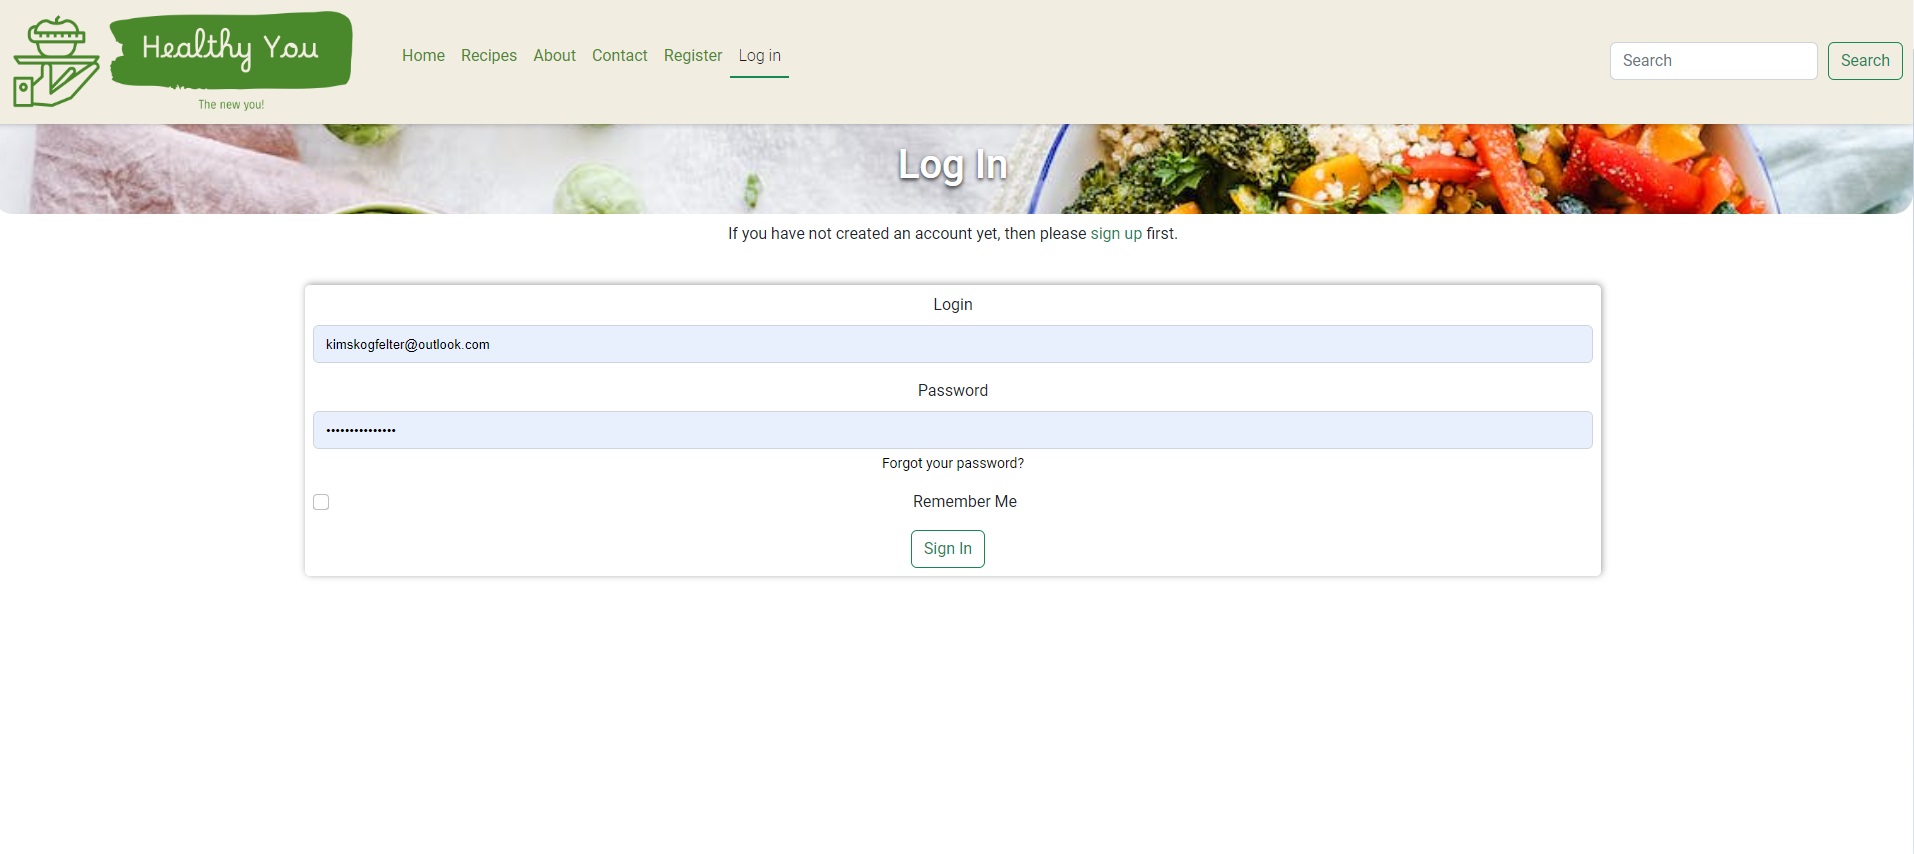 Healthy You
The new you!
Home Recipes About Contact Register Log in
Search Search
Log In
If you have not created an account yet, then please sign up first.
Login
kimskogfelter@outlook.com
Password
•••••••••••••••
Forgot your password?
Remember Me
Sign In